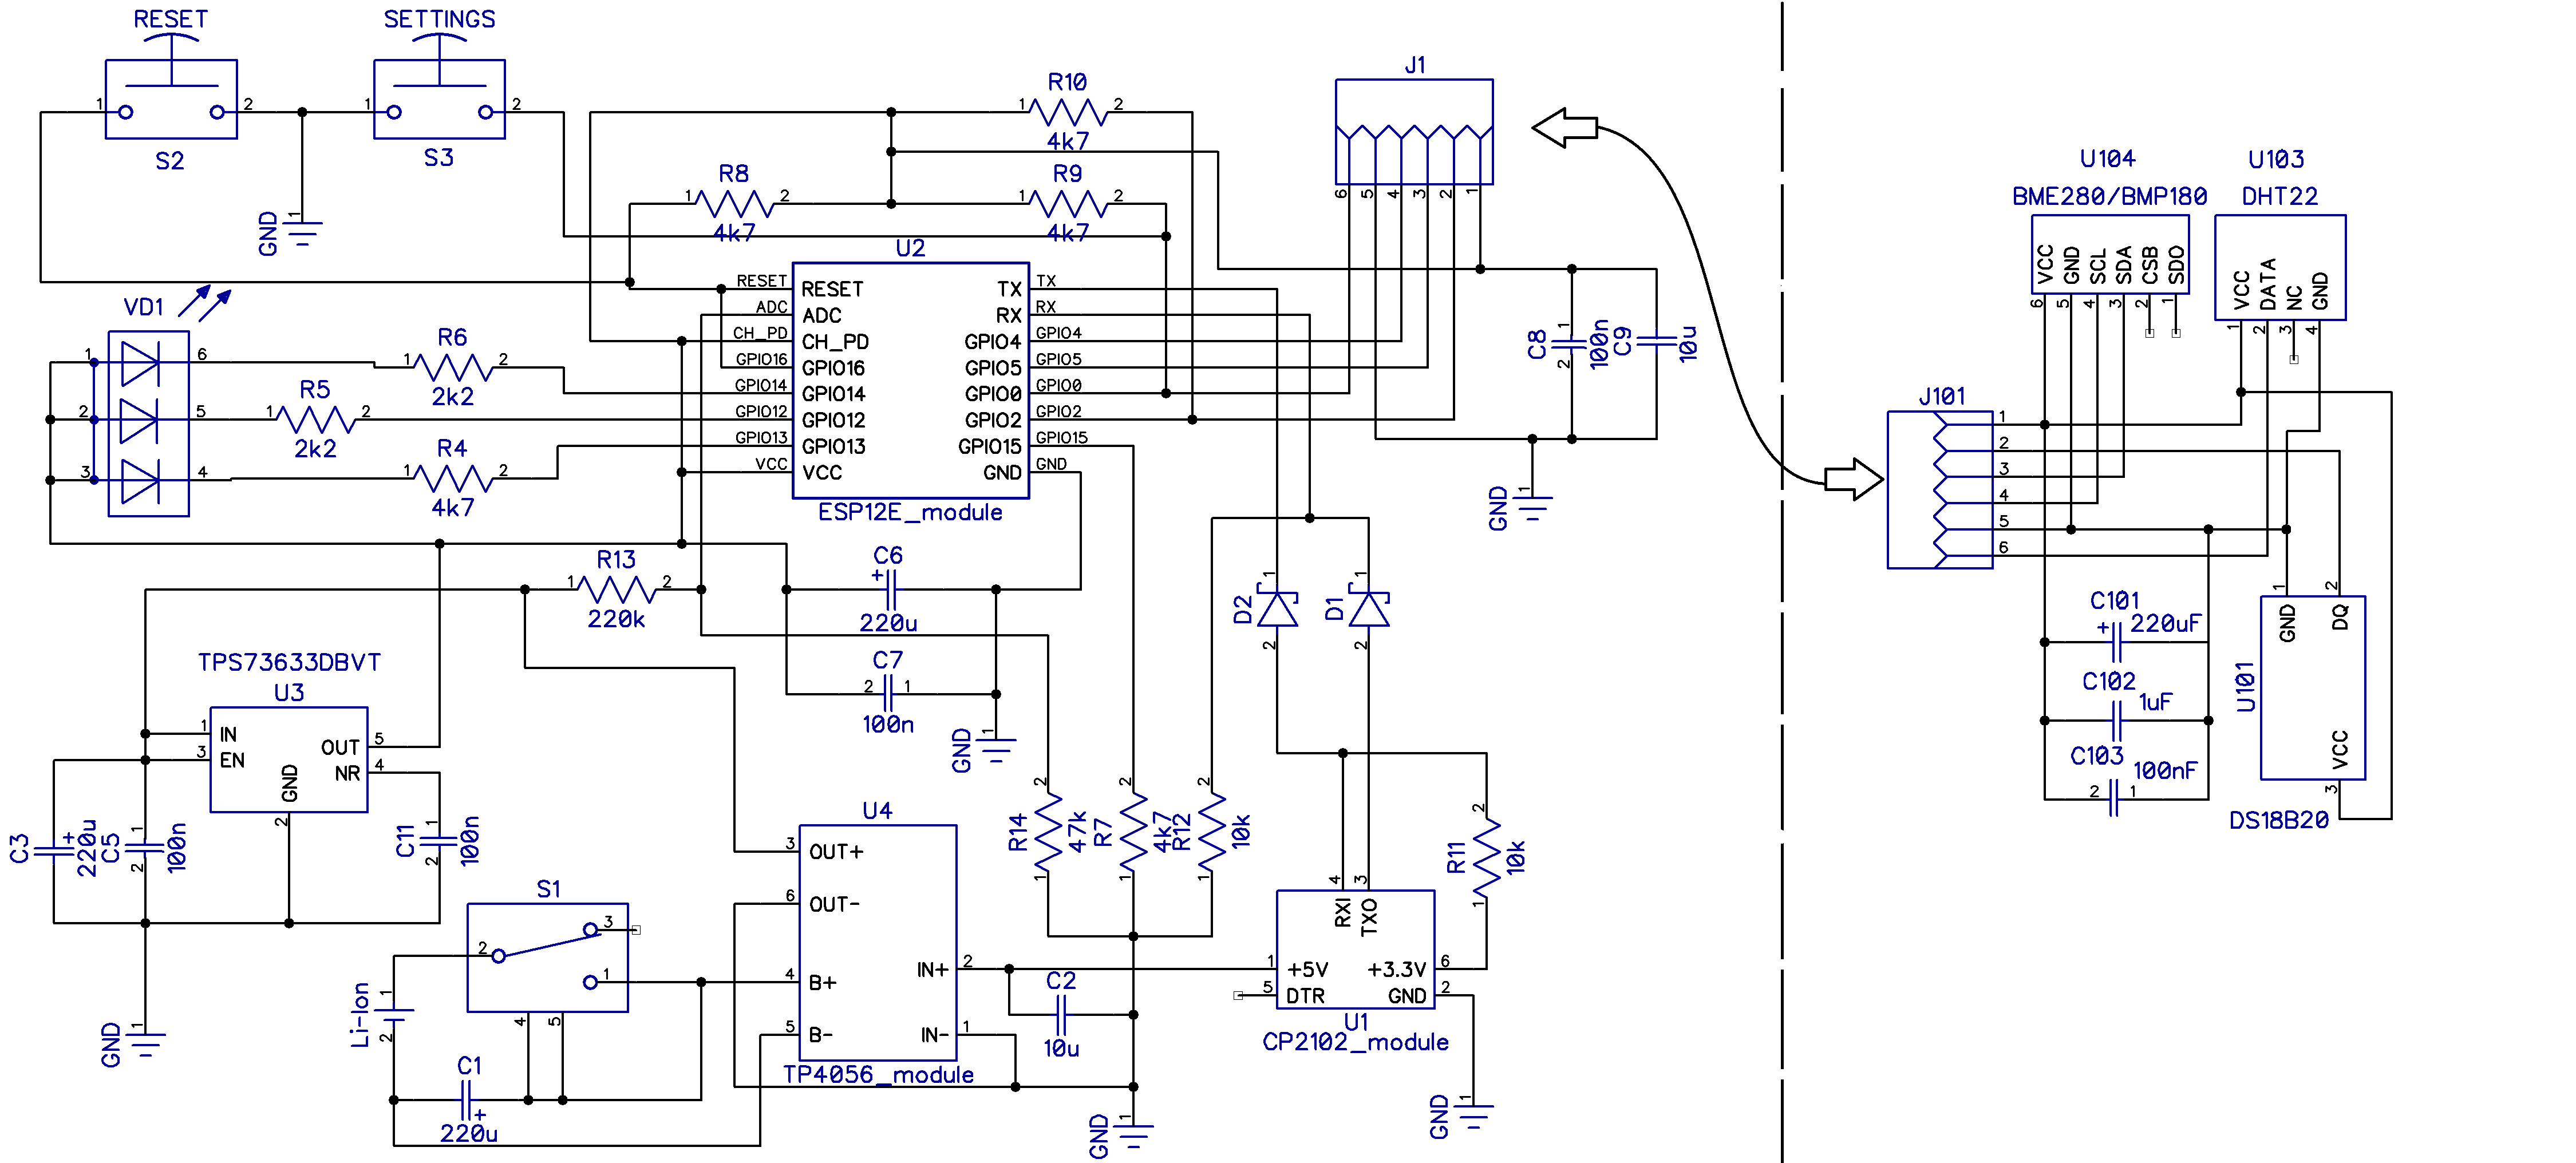 RESET
SETTINGS
1
2
1
2
S2
S3
GND
1
R10
1
2
4k7
R8
1
2
4k7
R9
1
2
4k7
J1
6
5
4
3
2
1
U2
RESET
ADC
CH_PD
GPIO16
GPIO14
GPIO12
GPIO13
VCC
RESET
ADC
CH_PD
GPIO16
GPIO14
GPIO12
GPIO13
VCC
TX
RX
GPIO4
GPIO5
GPIO0
GPIO2
GPIO15
GND
TX
RX
GPIO4
GPIO5
GPIO0
GPIO2
GPIO15
GND
ESP12E_module
VD1
1
2
3
6
5
4
R6
1
2
2k2
R5
1
2
2k2
R4
1
2
4k7
C8
1
2
100n
C9
10u
GND
1
R13
1
2
220k
C6
+
220u
C7
2
1
100n
GND
1
D2
1
2
D1
1
2
TPS73633DBVT
U3
1
IN
3
EN
OUT
5
NR
4
GND
2
C3
+
220u
C5
1
2
100n
C11
1
2
100n
GND
1
S1
2
3
1
4
5
Li-Ion
1
2
C1
+
220u
U4
3
OUT+
6
OUT-
4
B+
5
B-
IN+
2
IN-
1
TP4056_module
R14
2
1
47k
R7
2
1
4k7
R12
2
1
10k
C2
10u
GND
1
R11
2
1
10k
4
3
RXI
TXO
1
+5V
5
DTR
+3.3V
6
GND
2
U1
CP2102_module
GND
1
U104
BME280/BMP180
VCC
GND
SCL
SDA
CSB
SDO
6
5
4
3
2
1
U103
DHT22
VCC
DATA
NC
GND
1
2
3
4
J101
1
2
3
4
5
6
C101
+
220uF
C102
1uF
C103
100nF
2
1
1
2
GND
DQ
U101
VCC
3
DS18B20